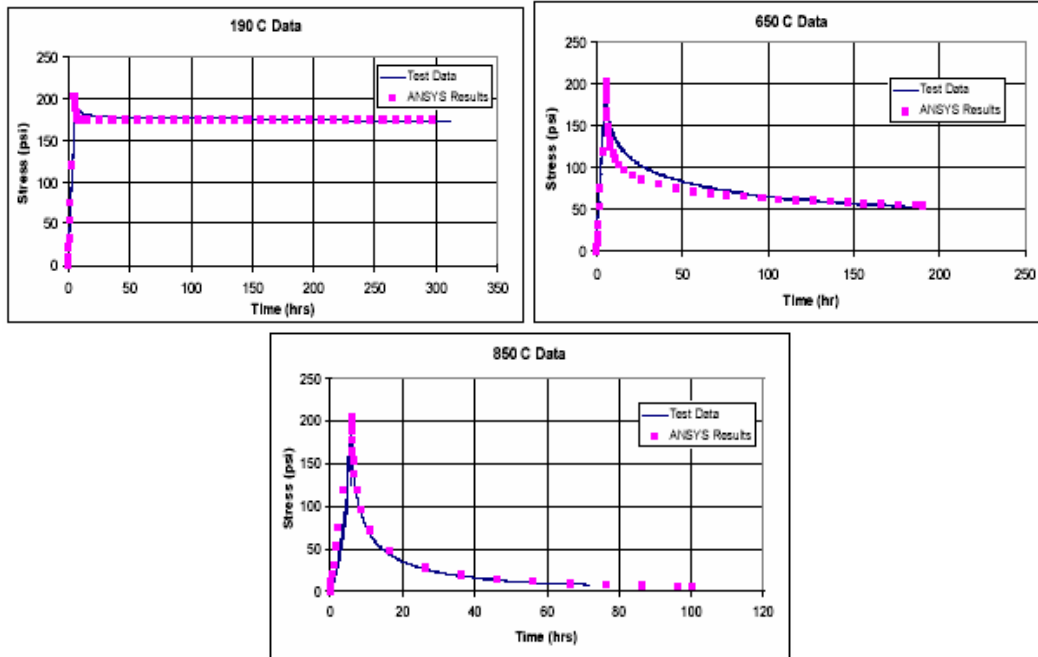 190 C Data
250
200
150
100
50
0
Stress (psi)
0 50 100 150 200 250 300 350
Time (hrs)
Test Data
ANSYS Results
650 C Data
250
200
150
100
50
0
Stress (psi)
0 50 100 150 200 250
Time (hr)
Test Data
ANSYS Results
850 C Data
250
200
150
100
50
0
Stress (psi)
0 20 40 60 80 100 120
Time (hrs)
Test Data
ANSYS Results